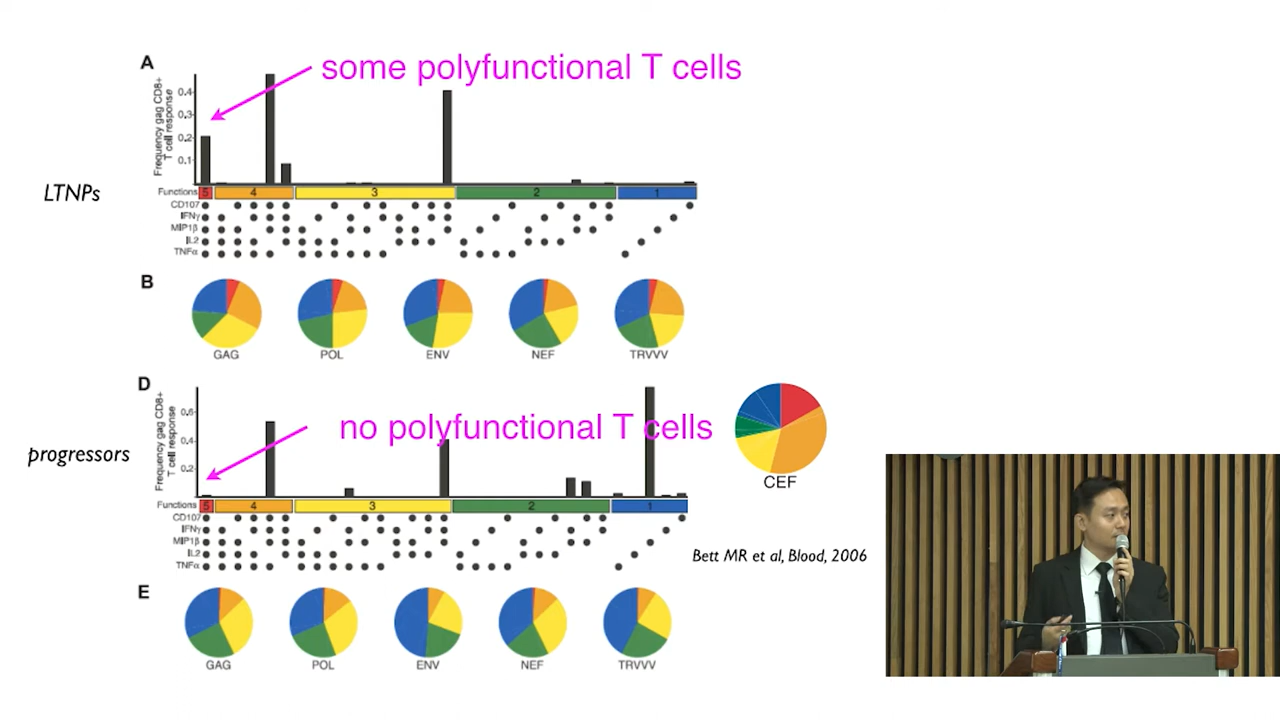 A
some polyfunctional T cells
Frequency gag CD8+
T cell response
0.4
0.3
0.2
0.1
LTNPs
Functions 5 4 3 2 1
CD107
IFNγ
MIP1β
IL2
TNFα
B
GAG POL ENV NEF TRVVV
D
Frequency gag CD8+
T cell response
0.6
0.4
0.2
no polyfunctional T cells
progressors
CEF
Functions 5 4 3 2 1
CD107
IFNγ
MIP1β
IL2
TNFα
Bett MR et al, Blood, 2006
E
GAG POL ENV NEF TRVVV